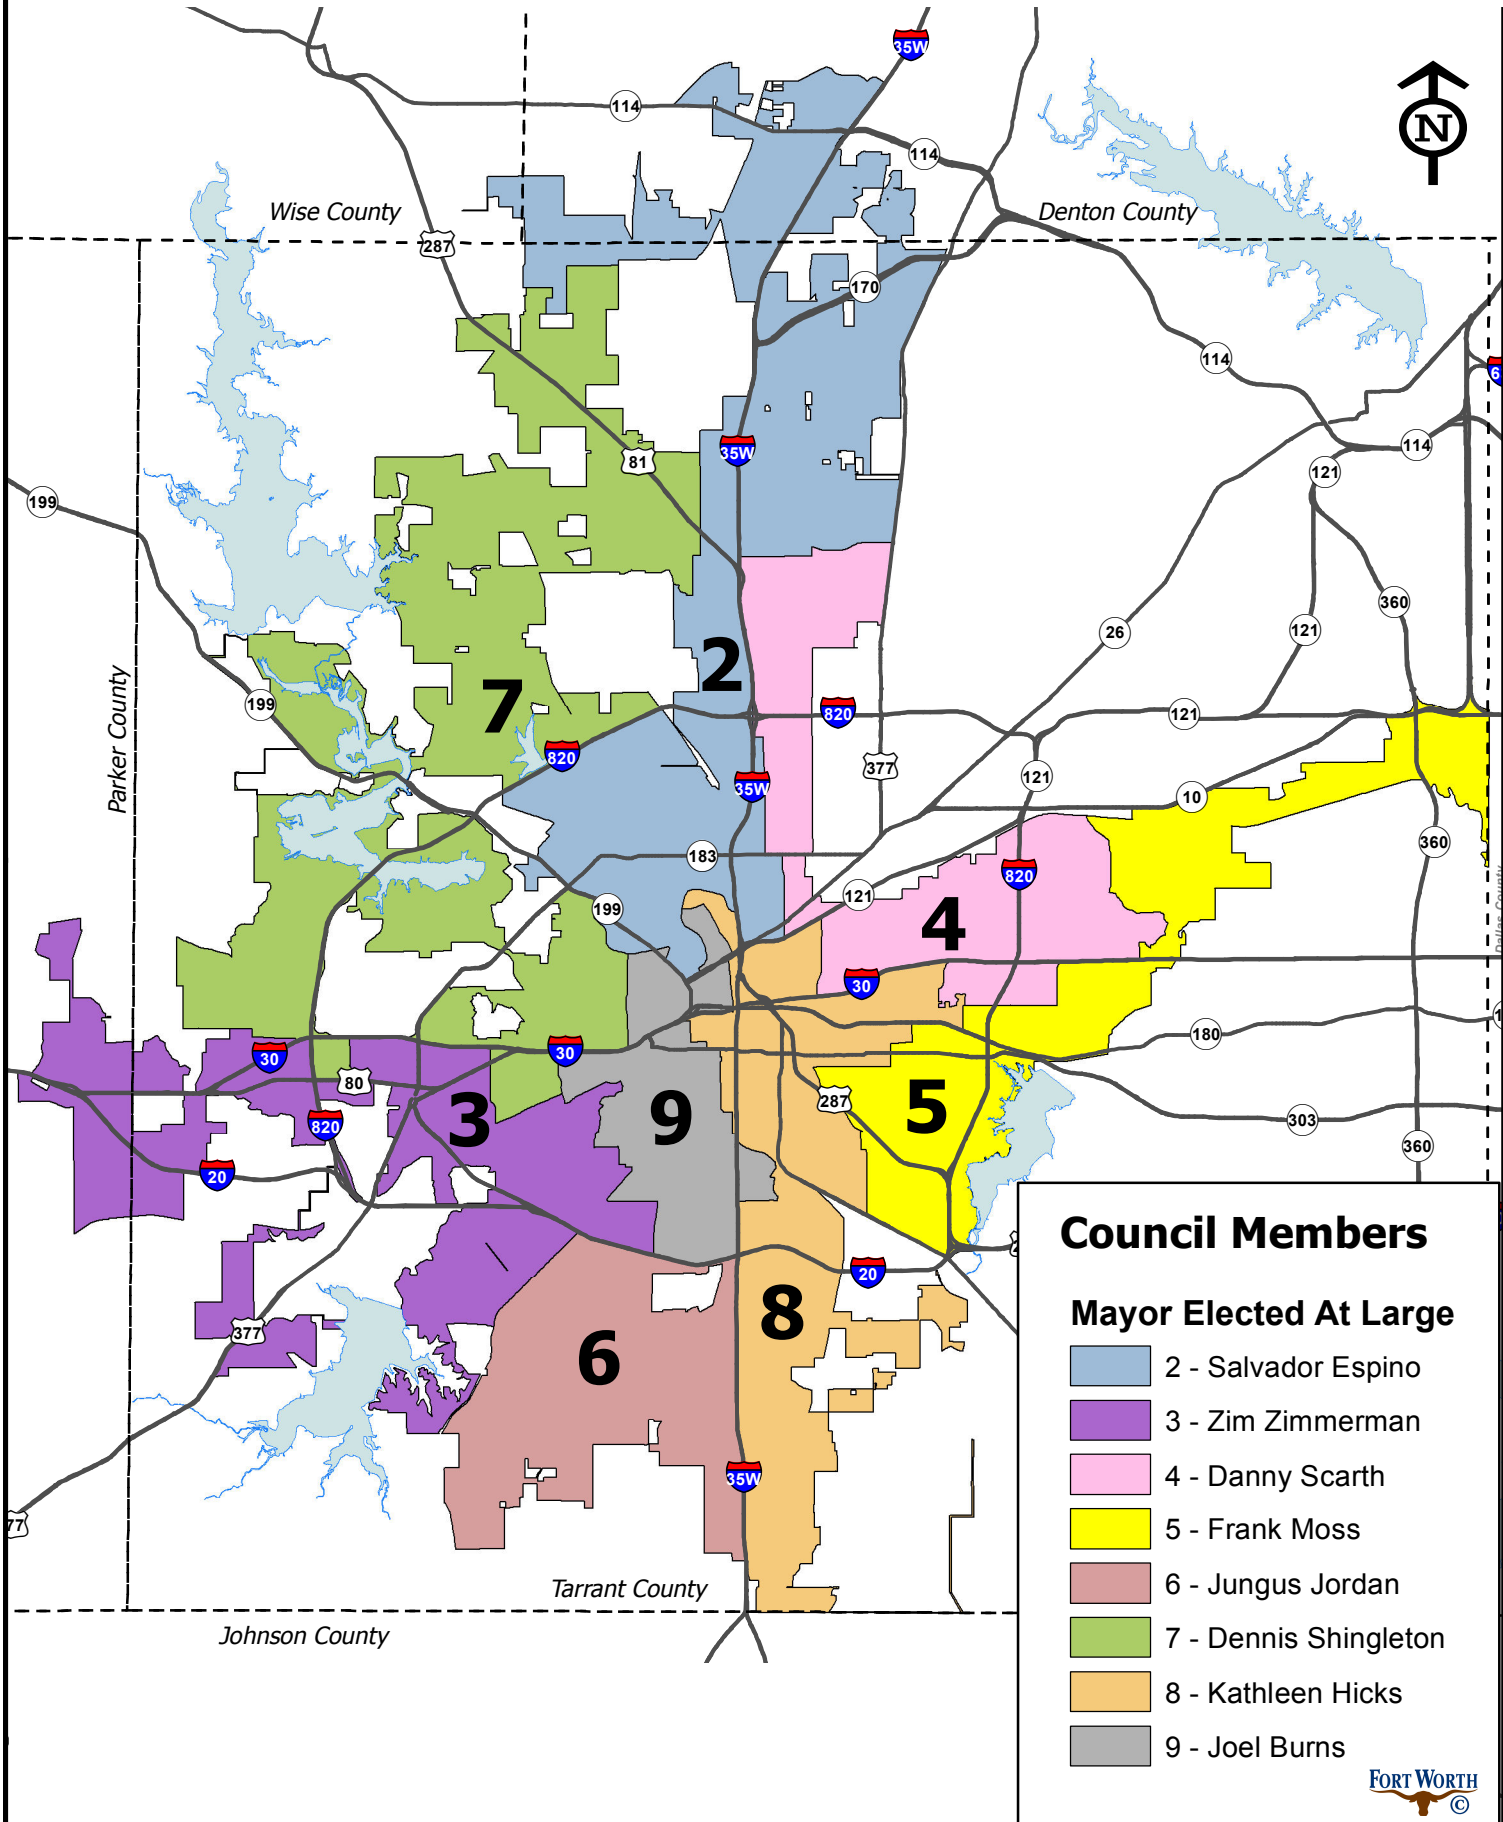 35W
114
114
N
Wise County
Denton County
287
170
114
35W
81
114
121
199
360
26
121
2
Parker County
7
199
820
121
820
377
121
35W
10
360
183
820
199
121
4
30
180
30
30
80
3
9
287
5
820
303
360
20
Council Members
20
Mayor Elected At Large
8
377
6
2 - Salvador Espino
3 - Zim Zimmerman
35W
4 - Danny Scarth
5 - Frank Moss
Tarrant County
6 - Jungus Jordan
Johnson County
7 - Dennis Shingleton
8 - Kathleen Hicks
9 - Joel Burns
FORT WORTH
©